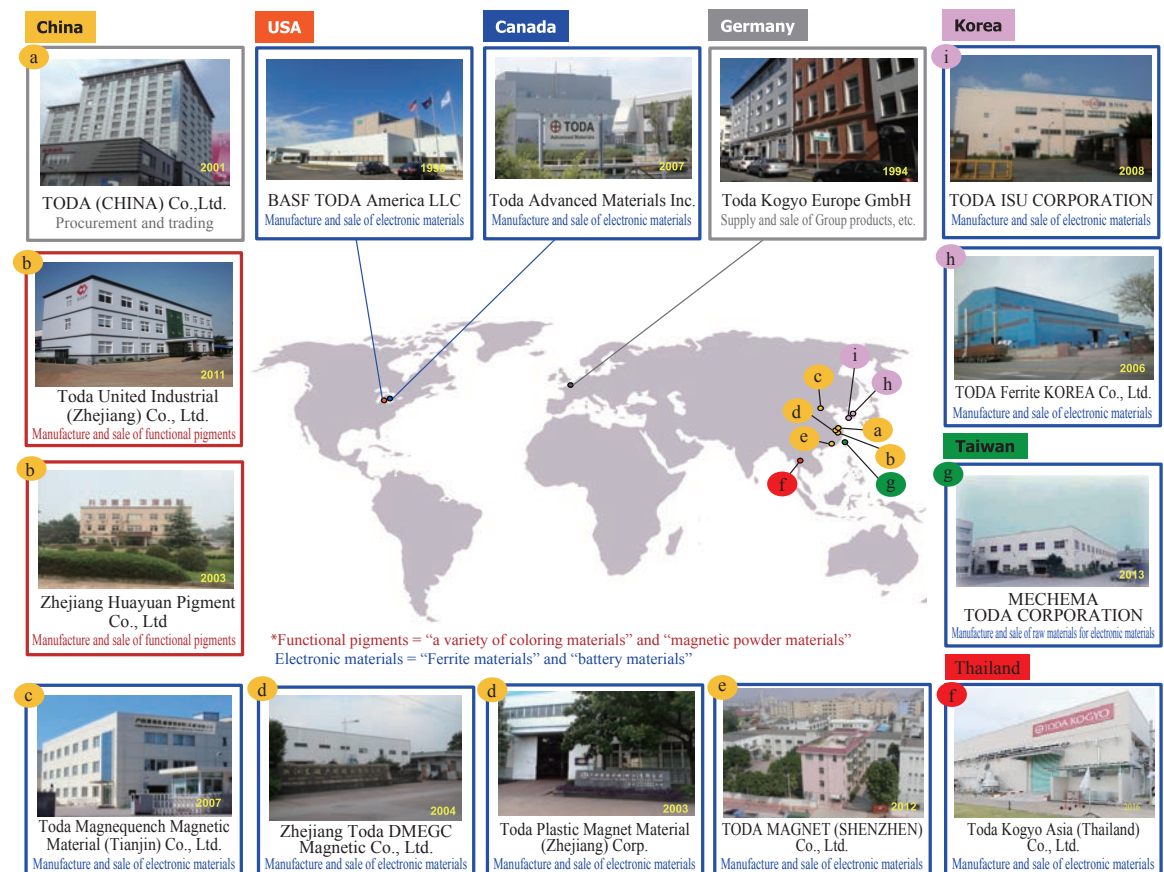 China
USA
Canada
Germany
Korea
a
2001
TODA (CHINA) Co.,Ltd.
Procurement and trading
BASF TODA America LLC
Manufacture and sale of electronic materials
TODA
Advanced Materials
2007
Toda Advanced Materials Inc.
Manufacture and sale of electronic materials
1994
Toda Kogyo Europe GmbH
Supply and sale of Group products, etc.
i
TODA ISU
2008
TODA ISU CORPORATION
Manufacture and sale of electronic materials
b
2011
Toda United Industrial
(Zhejiang) Co., Ltd.
Manufacture and sale of functional pigments
h
2006
TODA Ferrite KOREA Co., Ltd.
Manufacture and sale of electronic materials
i
c
h
d
a
e
b
f
g
b
2003
Zhejiang Huayuan Pigment
Co., Ltd
Manufacture and sale of functional pigments
Taiwan
g
2013
MECHEMA
TODA CORPORATION
Manufacture and sale of raw materials for electronic materials
*Functional pigments = “a variety of coloring materials” and “magnetic powder materials”
Electronic materials = “Ferrite materials” and “battery materials”
c
2007
Toda Magnequench Magnetic
Material (Tianjin) Co., Ltd.
Manufacture and sale of electronic materials
d
2004
Zhejiang Toda DMEGC
Magnetic Co., Ltd.
Manufacture and sale of electronic materials
d
2003
Toda Plastic Magnet Material
(Zhejiang) Corp.
Manufacture and sale of electronic materials
e
2012
TODA MAGNET (SHENZHEN)
Co., Ltd.
Manufacture and sale of electronic materials
Thailand
f
TODA KOGYO
Toda Kogyo Asia (Thailand)
Co., Ltd.
Manufacture and sale of electronic materials